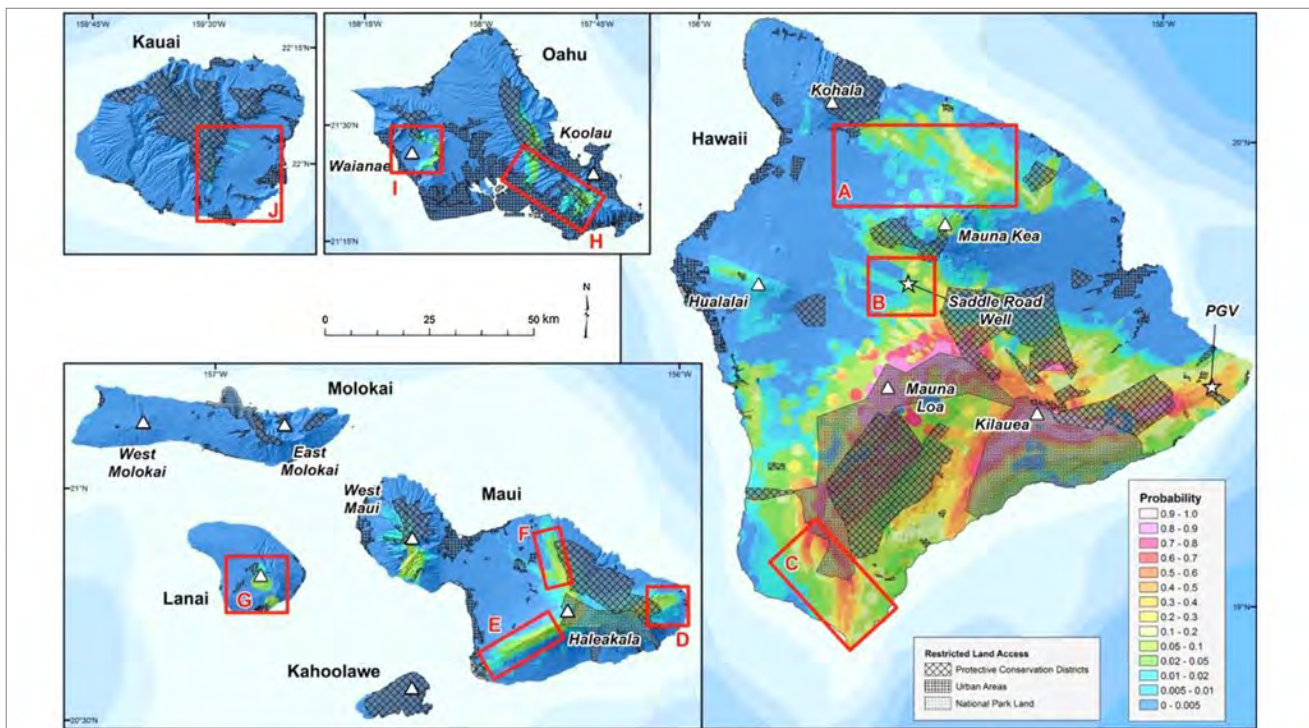 159°45'W
159°30'W
Kauai
22°15'N
22°N
J
158°15'W
158°W
157°45'W
Oahu
21°30'N
21°15'N
Koolau
Waianae
I
H
156°W
155°W
Hawaii
20°N
19°N
Kohala
A
Mauna Kea
B
Hualalai
Saddle Road
Well
PGV
Mauna
Loa
Kilauea
C
N
0 25 50 km
157°W
156°W
Molokai
West
Molokai
East
Molokai
21°N
20°30'N
West
Maui
Maui
F
Lanai
G
E
D
Haleakala
Kahoolawe
Restricted Land Access
Protective Conservation Districts
Urban Areas
National Park Land
Probability
0.9 - 1.0
0.8 - 0.9
0.7 - 0.8
0.6 - 0.7
0.5 - 0.6
0.4 - 0.5
0.3 - 0.4
0.2 - 0.3
0.1 - 0.2
0.05 - 0.1
0.02 - 0.05
0.01 - 0.02
0.005 - 0.01
0 - 0.005